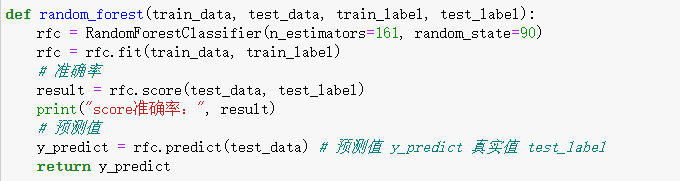 def random_forest(train_data, test_data, train_label, test_label):
    rfc = RandomForestClassifier(n_estimators=161, random_state=90)
    rfc = rfc.fit(train_data, train_label)
    # 准确率
    result = rfc.score(test_data, test_label)
    print("score准确率：", result)
    # 预测值
    y_predict = rfc.predict(test_data) # 预测值 y_predict 真实值 test_label
    return y_predict